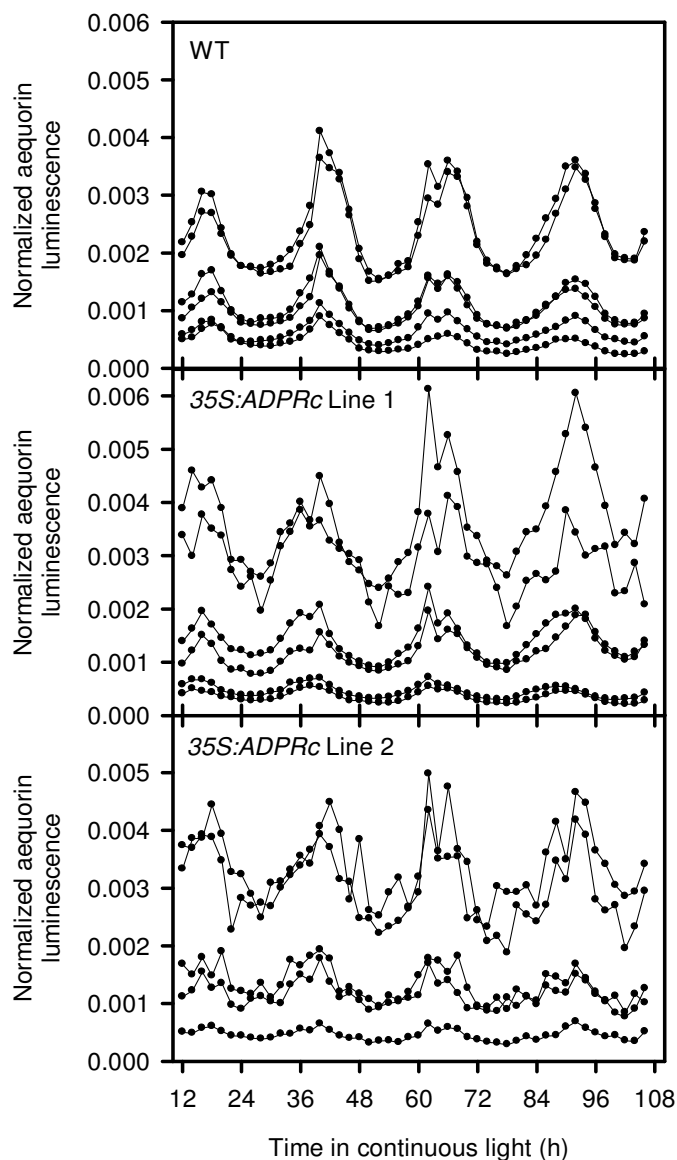 0.006
WT
0.005
0.004
0.003
0.002
0.001
0.000
Normalized aequorin
luminescence
0.006
35S:ADPRc Line 1
0.005
0.004
0.003
0.002
0.001
0.000
Normalized aequorin
luminescence
35S:ADPRc Line 2
0.005
0.004
0.003
0.002
0.001
0.000
Normalized aequorin
luminescence
12 24 36 48 60 72 84 96 108
Time in continuous light (h)